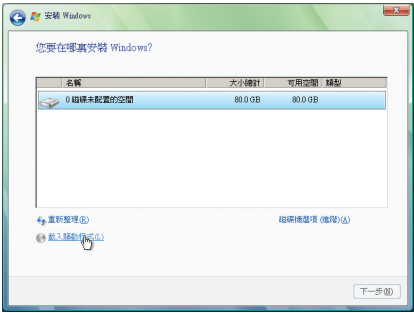 安裝 Windows
您要在哪裏安裝 Windows?
名稱 大小總計 可用空間 類型
0 磁碟未配置的空間 80.0 GB 80.0 GB
重新整理(R) 磁碟機選項 (進階)(A)
載入驅動程式(L)
下一步(N)